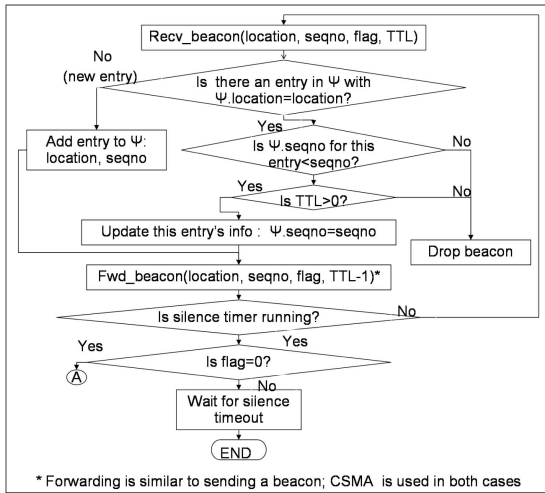 Recv_beacon(location, seqno, flag, TTL)
No
(new entry)
Is there an entry in Ψ with
Ψ.location=location?
Yes
Add entry to Ψ:
location, seqno
Is Ψ.seqno for this
entry<seqno?
No
Yes
Is TTL>0?
No
Update this entry's info : Ψ.seqno=seqno
Drop beacon
Fwd_beacon(location, seqno, flag, TTL-1)*
Is silence timer running?
No
Yes
Yes
Is flag=0?
A
No
Wait for silence
timeout
END
* Forwarding is similar to sending a beacon; CSMA is used in both cases